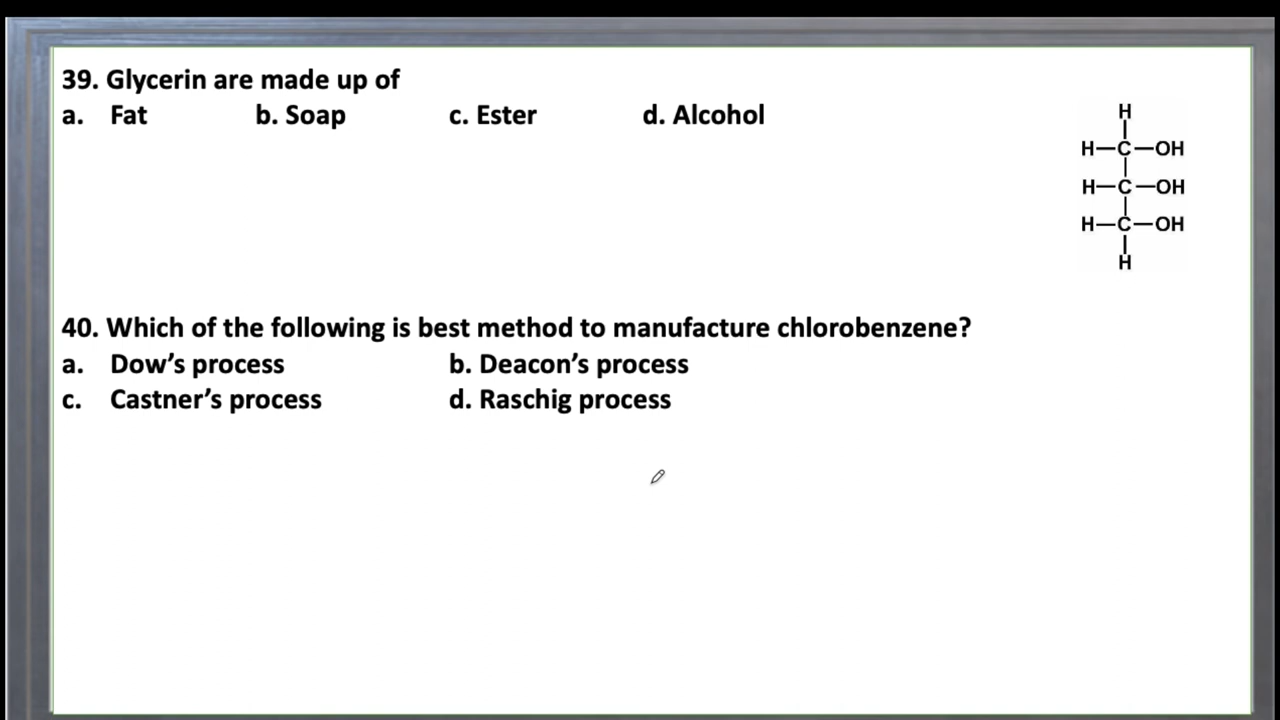 39. Glycerin are made up of
a. Fat b. Soap c. Ester d. Alcohol
H
H—C—OH
H—C—OH
H—C—OH
H
40. Which of the following is best method to manufacture chlorobenzene?
a. Dow’s process b. Deacon’s process
c. Castner’s process d. Raschig process